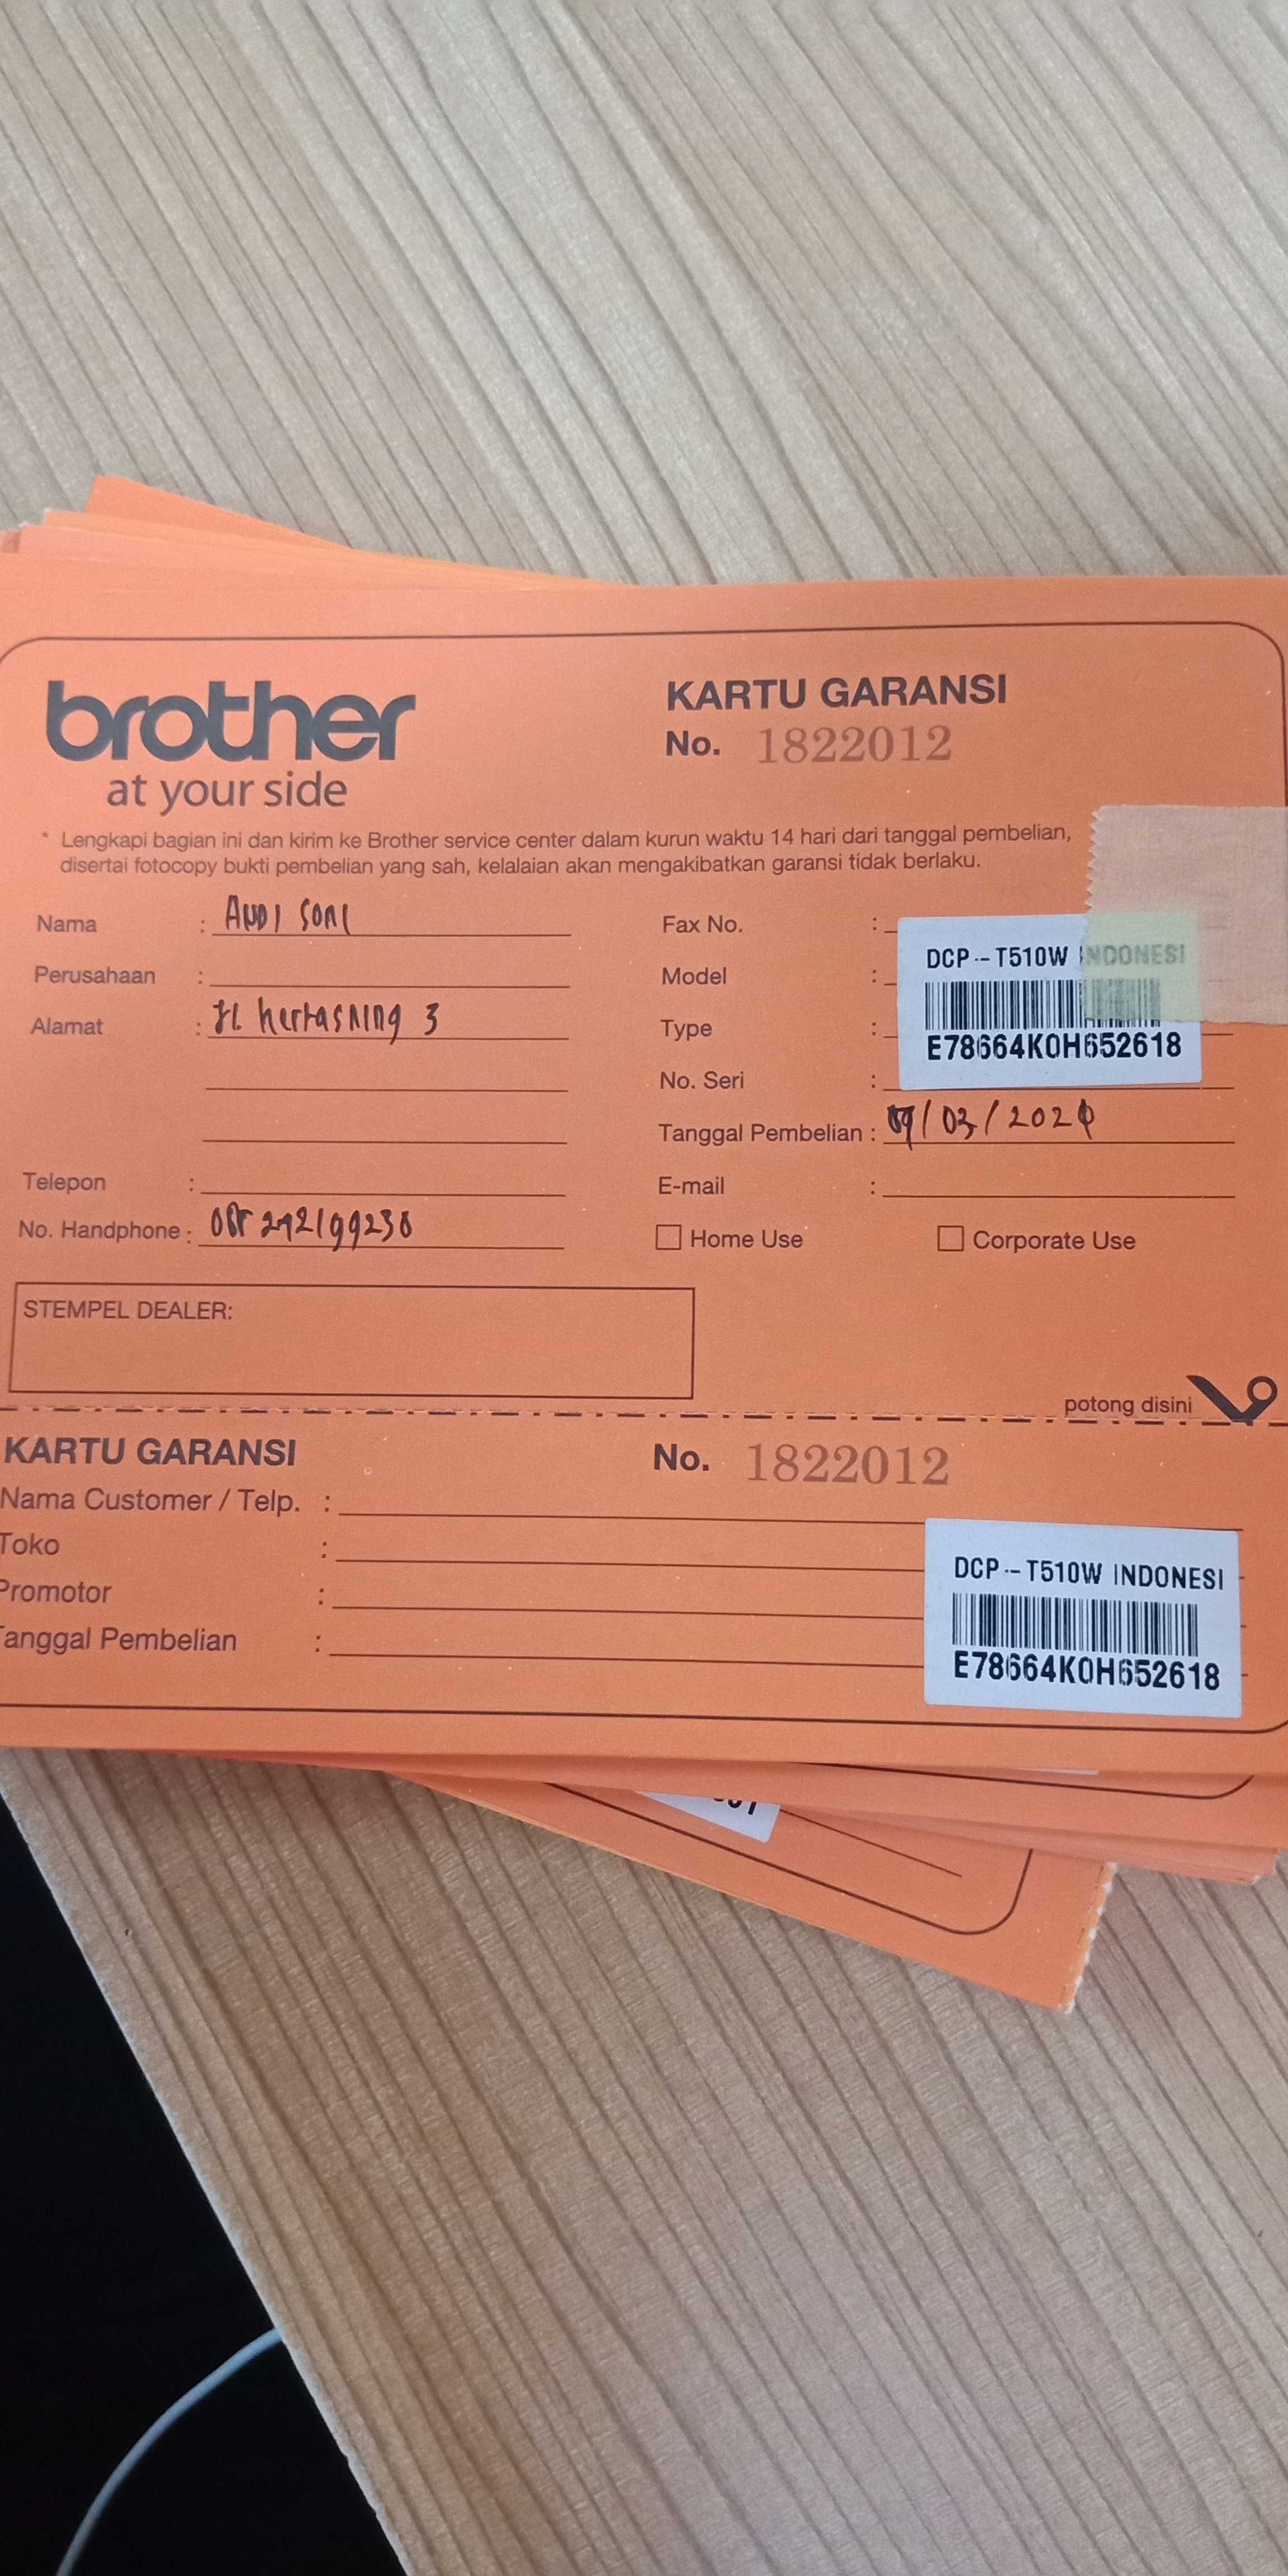 brother
at your side
KARTU GARANSI
No. 1822012
* Lengkapi bagian ini dan kirim ke Brother service center dalam kurun waktu 14 hari dari tanggal pembelian,
disertai fotocopy bukti pembelian yang sah, kelalaian akan mengakibatkan garansi tidak berlaku.
Nama :
Perusahaan :
Alamat : JL hertasning 3
Telepon :
No. Handphone :
Fax No. :
Model :
Type :
No. Seri :
DCP -- T510W INDONESI
E78664K0H652618
Tanggal Pembelian : /03/
E-mail :
Home Use
Corporate Use
STEMPEL DEALER:
potong disini
KARTU GARANSI
No. 1822012
Nama Customer / Telp. :
Toko :
Promotor :
Tanggal Pembelian :
DCP -- T510W INDONESI
E78664K0H652618